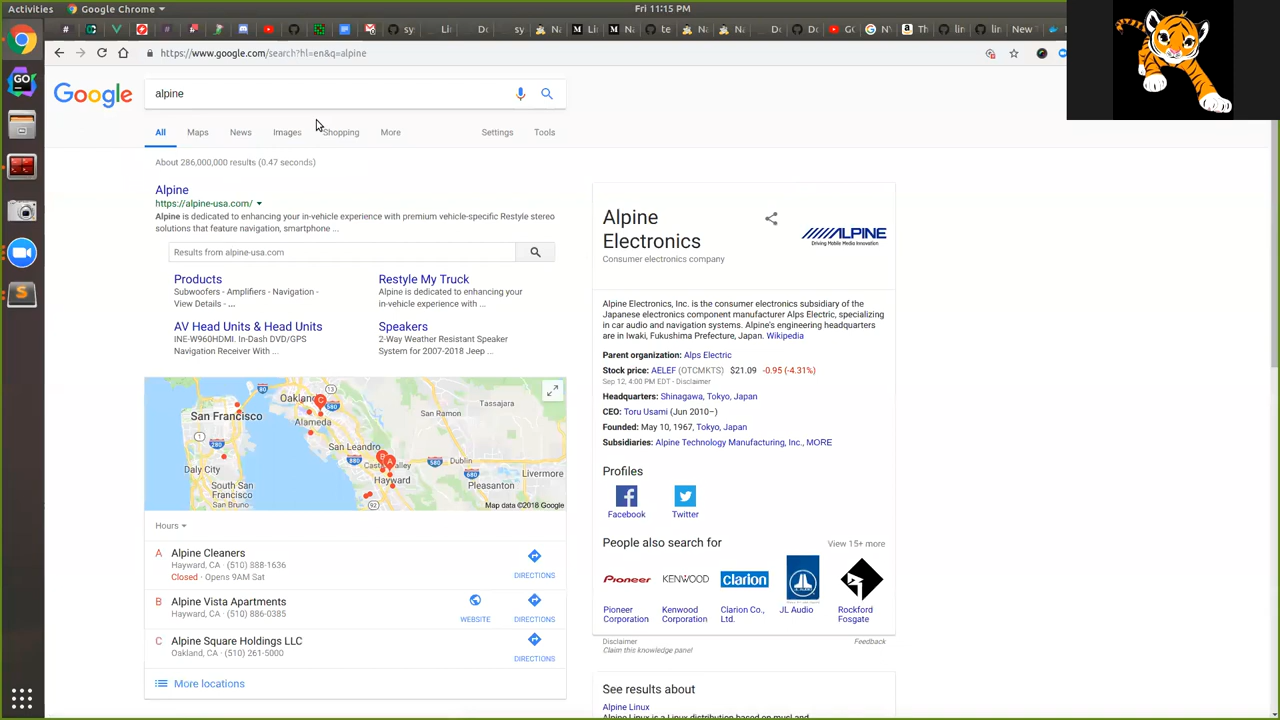 Activities
Google Chrome
Fri 11:15 PM
https://www.google.com/search?hl=en&q=alpine
Google
alpine
All
Maps
News
Images
Shopping
More
Settings
Tools
About 286,000,000 results (0.47 seconds)
Alpine
https://alpine-usa.com/
Alpine is dedicated to enhancing your in-vehicle experience with premium vehicle-specific Restyle stereo
solutions that feature navigation, smartphone ...
Results from alpine-usa.com
Products
Subwoofers - Amplifiers - Navigation -
View Details - ...
Restyle My Truck
Alpine is dedicated to enhancing your
in-vehicle experience with ...
AV Head Units & Head Units
INE-W960HDMI. In-Dash DVD/GPS
Navigation Receiver With ...
Speakers
2-Way Weather Resistant Speaker
System for 2007-2018 Jeep ...
San Francisco
Alameda
San Ramon
Tassajara
San Leandro
Dublin
Livermore
Daly City
Hayward
Pleasanton
South San
Francisco
San Bruno
Map data ©2018 Google
Hours
A Alpine Cleaners
Hayward, CA · (510) 888-1636
Closed · Opens 9AM Sat
DIRECTIONS
B Alpine Vista Apartments
Hayward, CA · (510) 886-0385
WEBSITE
DIRECTIONS
C Alpine Square Holdings LLC
Oakland, CA · (510) 261-5000
DIRECTIONS
More locations
Alpine
Electronics
Consumer electronics company
ALPINE
Driving Mobile Media Innovation
Alpine Electronics, Inc. is the consumer electronics subsidiary of the
Japanese electronics component manufacturer Alps Electric, specializing
in car audio and navigation systems. Alpine's engineering headquarters
are in Iwaki, Fukushima Prefecture, Japan. Wikipedia
Parent organization: Alps Electric
Stock price: AELEF (OTCMKTS) $21.09 -0.95 (-4.31%)
Sep 12, 4:00 PM EDT - Disclaimer
Headquarters: Shinagawa, Tokyo, Japan
CEO: Toru Usami (Jun 2010–)
Founded: May 10, 1967, Tokyo, Japan
Subsidiaries: Alpine Technology Manufacturing, Inc., MORE
Profiles
Facebook
Twitter
People also search for
View 15+ more
Pioneer
KENWOOD
clarion
Pioneer
Corporation
Kenwood
Corporation
Clarion Co.,
Ltd.
JL Audio
Rockford
Fosgate
Disclaimer
Feedback
Claim this knowledge panel
See results about
Alpine Linux
Alpine Linux is a Linux distribution based on musl and